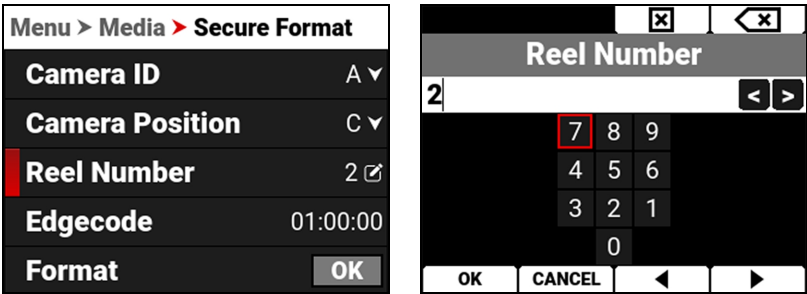 Menu > Media > Secure Format
Camera ID A
Camera Position C
Reel Number 2
Edgecode 01:00:00
Format OK
Reel Number
2 < >
7 8 9
4 5 6
3 2 1
0
OK CANCEL